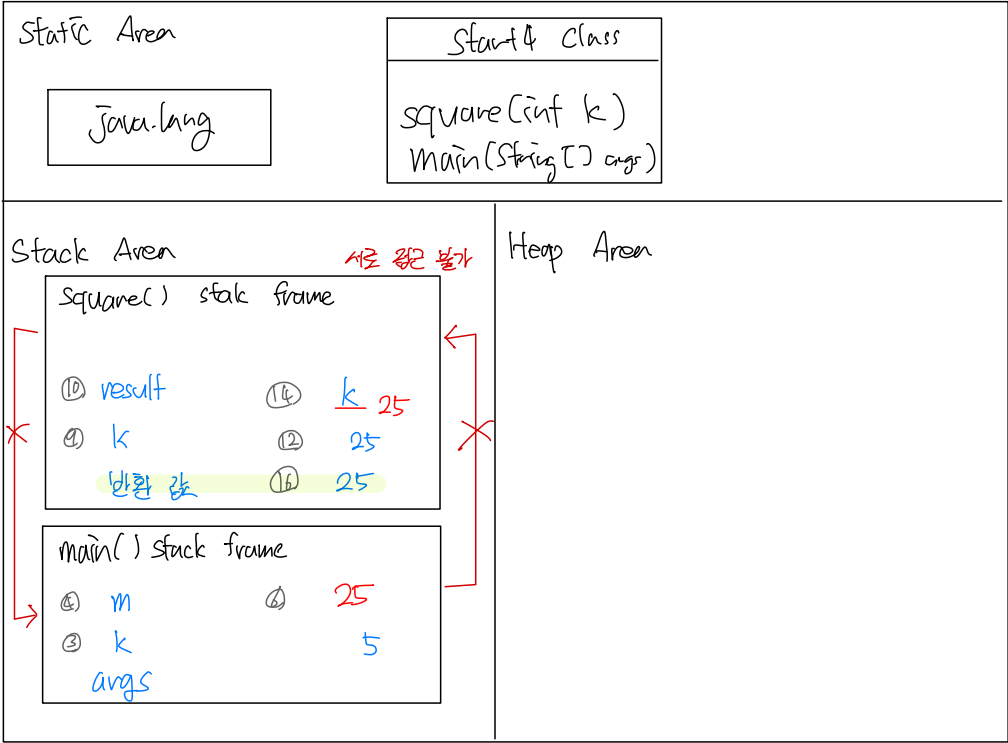 Static Area
Start4 Class
java.lang
square(int k)
main(String[] args)
Stack Area
서로 접근 불가
Heap Area
square() stak frame
⑩ result ⑭ k 25
⑨ k ⑫ 25
반환 값 ⑯ 25
main() stack frame
④ m ⑥ 25
③ k 5
args